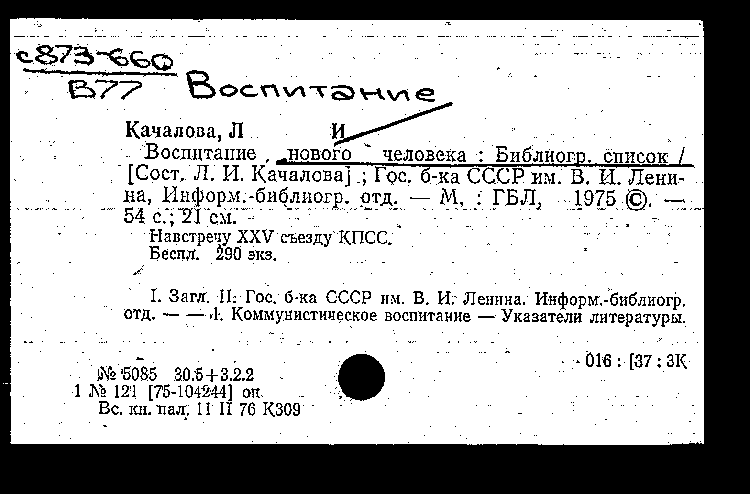 с873-660
В77 Воспитание
Качалова, Л И
Воспитание нового человека : Библиогр. список /
[Сост. Л. И. Качалова] ; Гос. б-ка СССР им. В. И. Лени-
на, Информ.-библиогр. отд. — М. : ГБЛ, 1975 ©. —
54 с.; 21 см.
Навстречу XXV съезду КПСС.
Беспл. 290 экз.
I. Загл. II. Гос. б-ка СССР им. В. И. Ленина. Информ.-библиогр.
отд. — — 1. Коммунистическое воспитание — Указатели литературы.
016 : [37 : 3К
№ 5085 30.5+3.2.2
1 № 121 [75-104244] оп
Вс. кн. пал. 11 II 76 К309